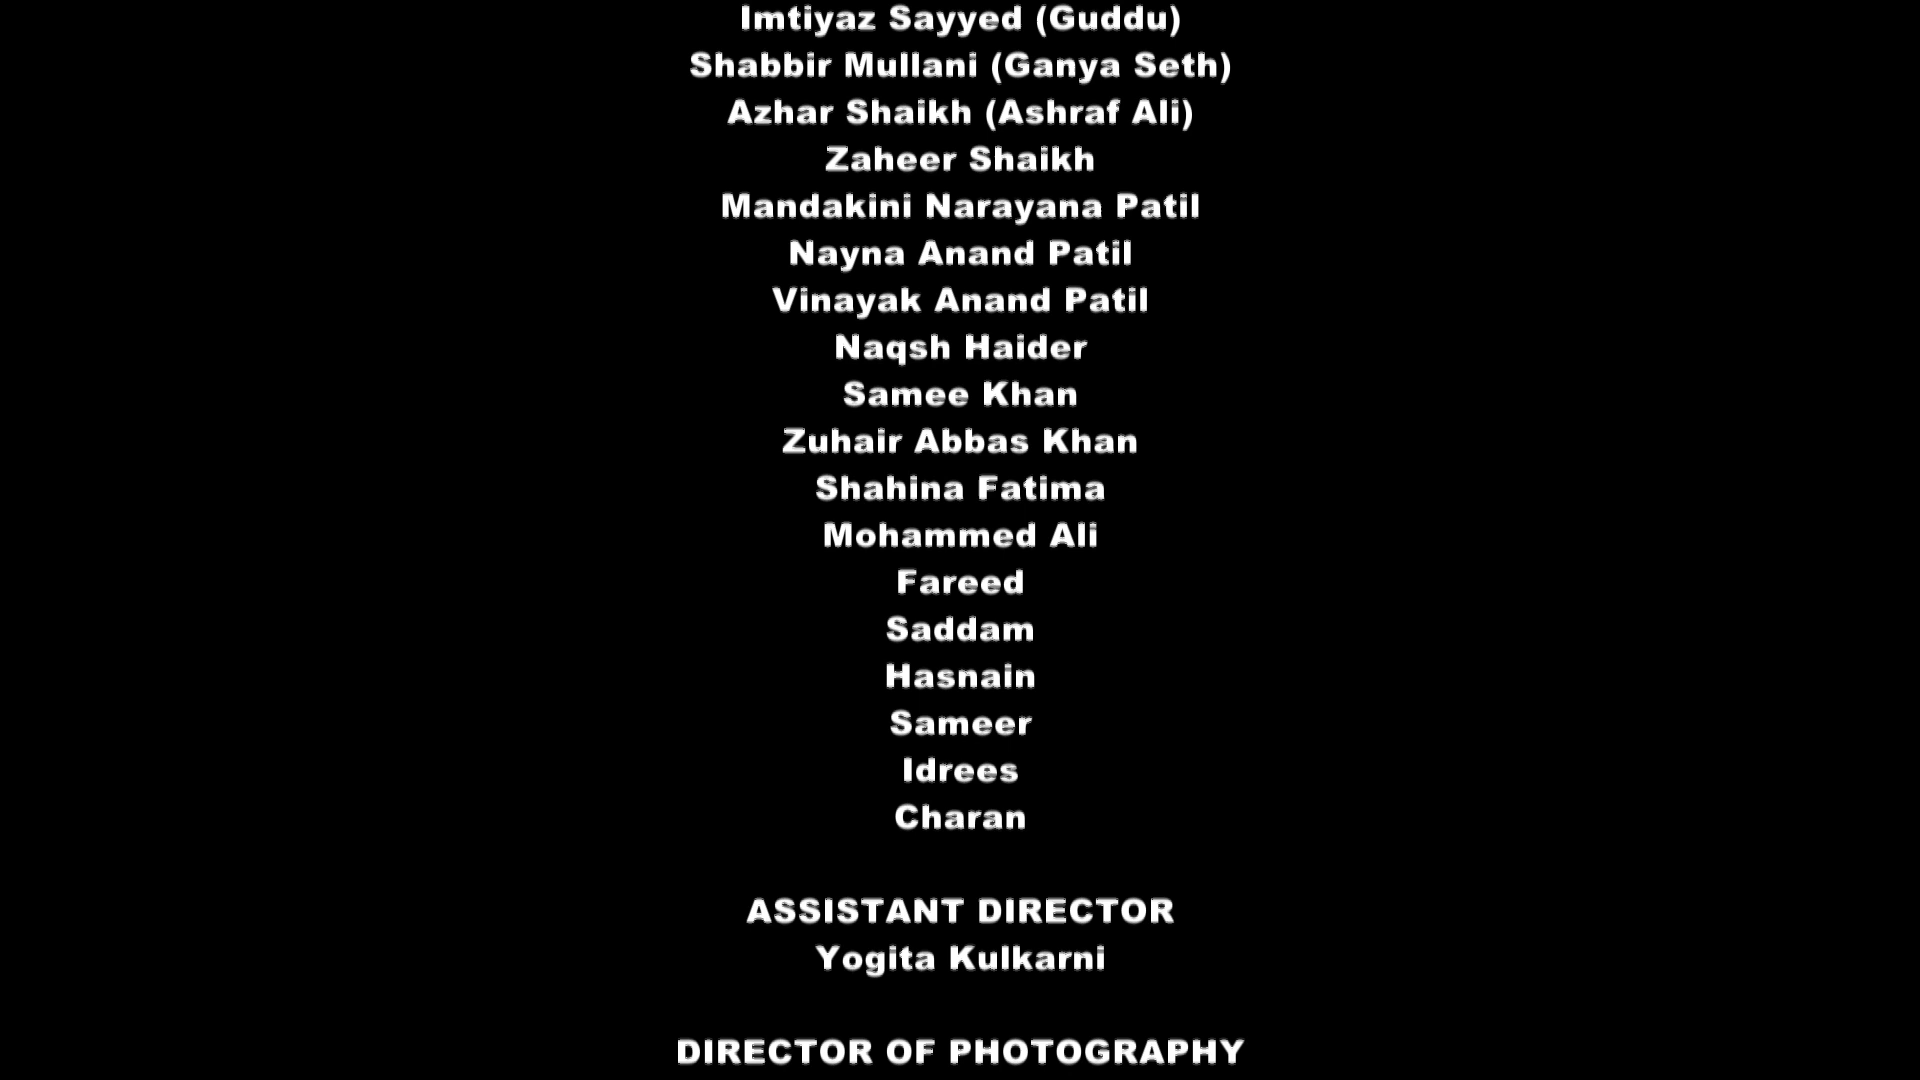 Imtiyaz Sayyed (Guddu)
Shabbir Mullani (Ganya Seth)
Azhar Shaikh (Ashraf Ali)
Zaheer Shaikh
Mandakini Narayana Patil
Nayna Anand Patil
Vinayak Anand Patil
Naqsh Haider
Samee Khan
Zuhair Abbas Khan
Shahina Fatima
Mohammed Ali
Fareed
Saddam
Hasnain
Sameer
Idrees
Charan
ASSISTANT DIRECTOR
Yogita Kulkarni
DIRECTOR OF PHOTOGRAPHY